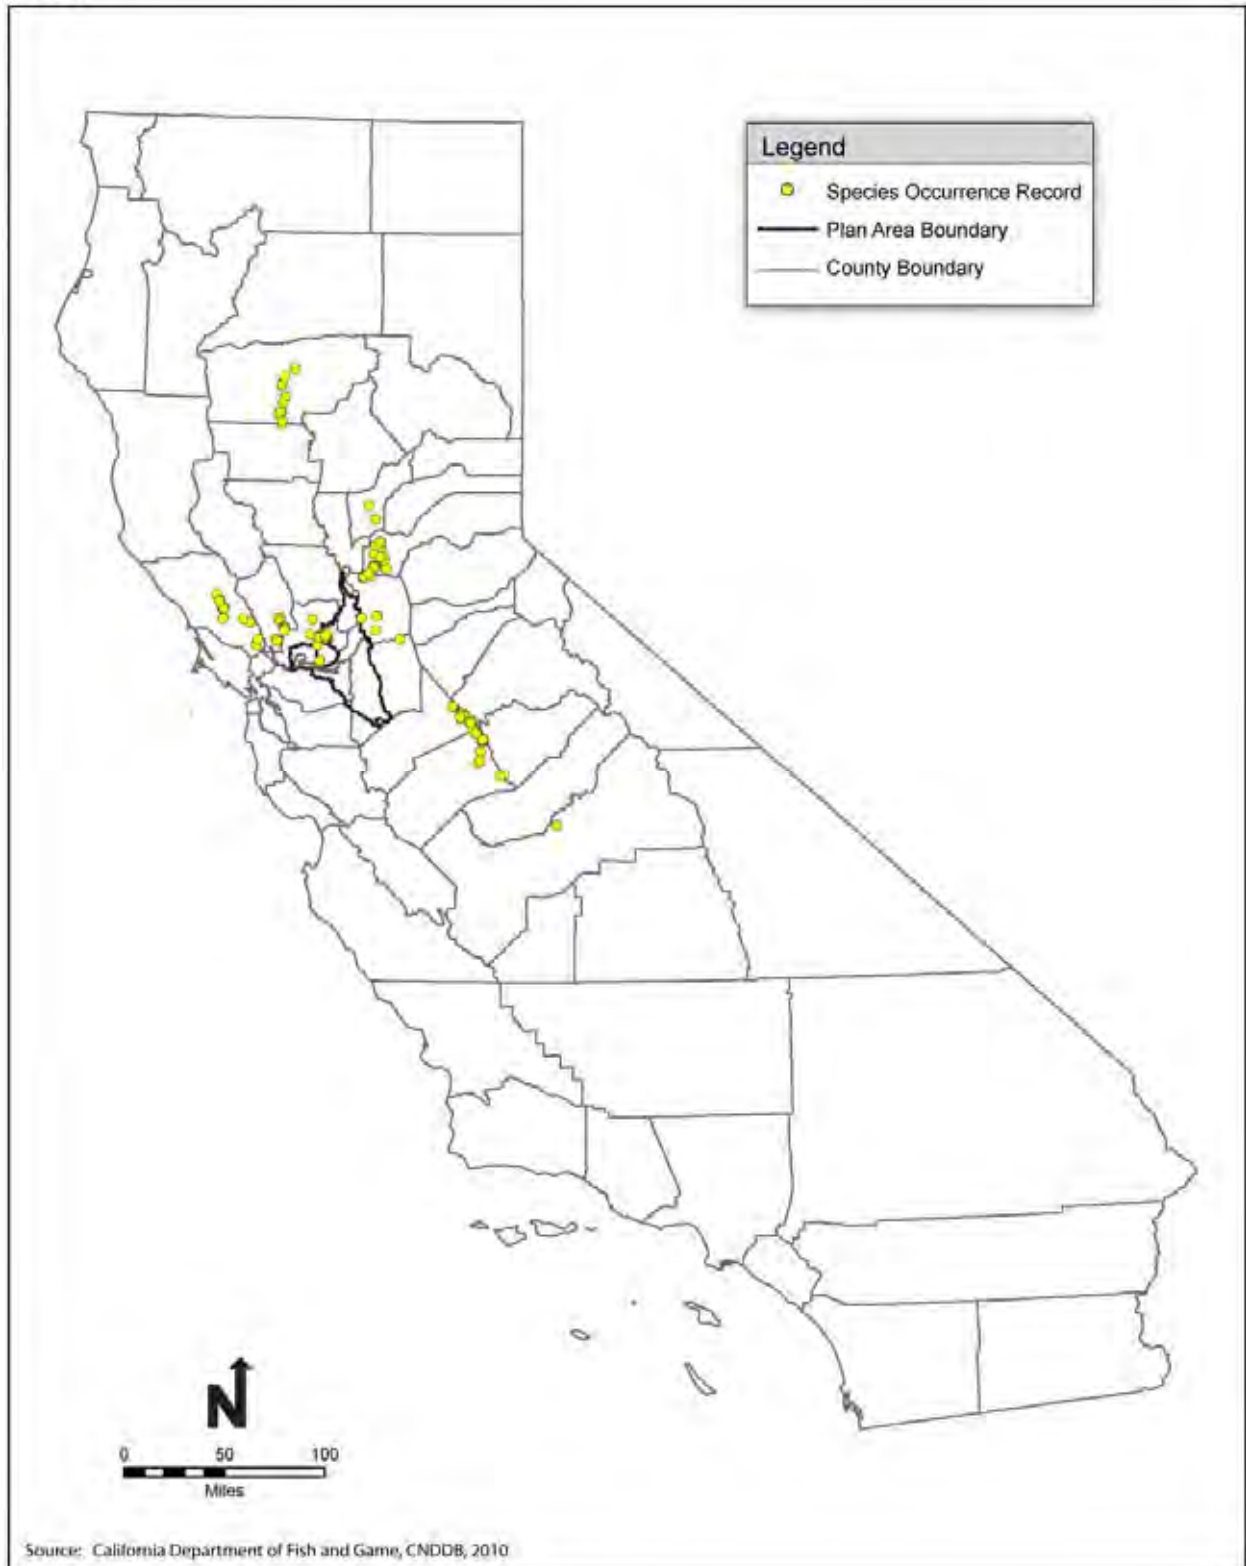 Legend
Species Occurrence Record
Plan Area Boundary
County Boundary
N
0 50 100
Miles
Source: California Department of Fish and Game, CNDDB, 2010